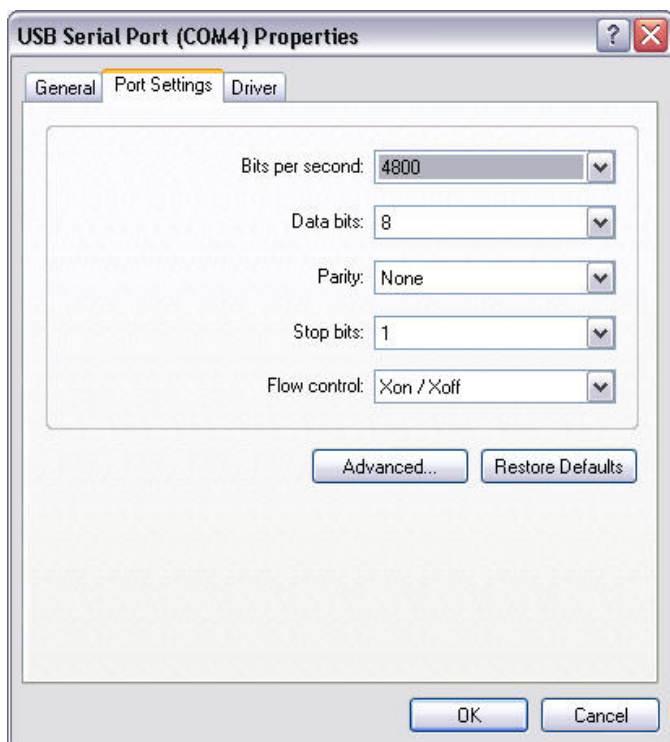 USB Serial Port (COM4) Properties
General Port Settings Driver
Bits per second: 4800
Data bits: 8
Parity: None
Stop bits: 1
Flow control: Xon / Xoff
Advanced... Restore Defaults
OK Cancel